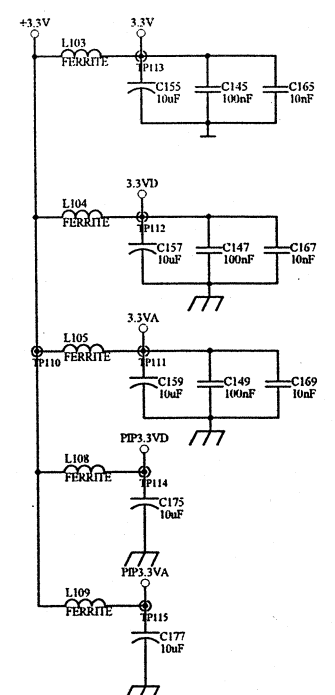 +3.3V
3.3V
L103
FERRITE
TP113
C155
10uF
C145
100nF
C165
10nF
3.3VD
L104
FERRITE
TP112
C157
10uF
C147
100nF
C167
10nF
3.3VA
L105
TP110
FERRITE
TP111
C159
10uF
C149
100nF
C169
10nF
PIP3.3VD
L108
FERRITE
TP114
C175
10uF
PIP3.3VA
L109
FERRITE
TP115
C177
10uF